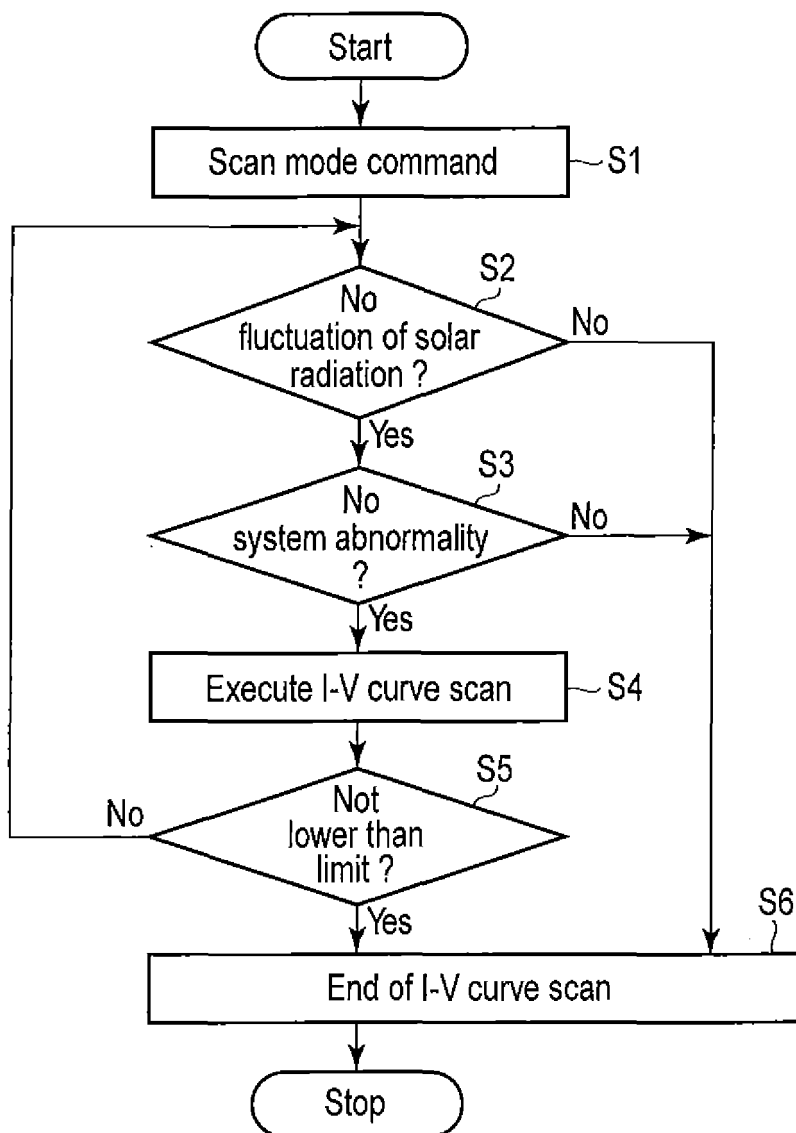 Start
Scan mode command
S1
S2
No
fluctuation of solar
radiation ?
No
Yes
S3
No
system abnormality
?
No
Yes
Execute I-V curve scan
S4
S5
No
Not
lower than
limit ?
Yes
S6
End of I-V curve scan
Stop